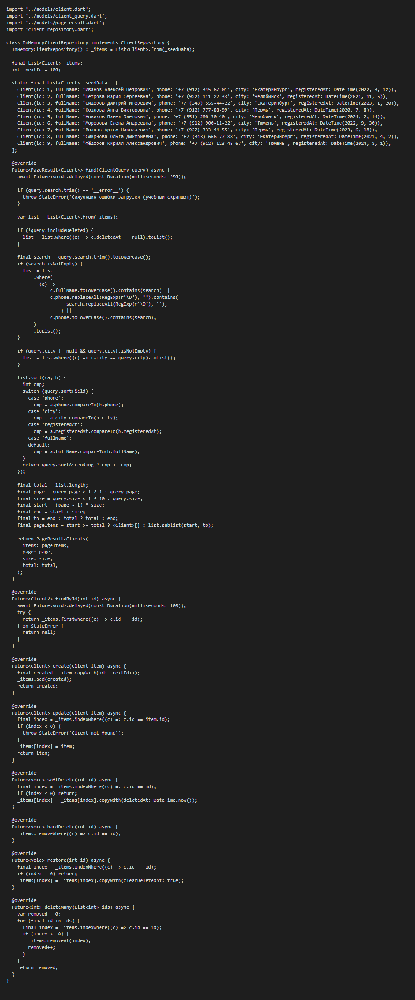 import '../models/client.dart';
import '../models/client_query.dart';
import '../models/page_result.dart';
import 'client_repository.dart';

class InMemoryClientRepository implements ClientRepository {
  InMemoryClientRepository() : _items = List<Client>.from(_seedData);

  final List<Client> _items;
  int _nextId = 100;

  static final List<Client> _seedData = [
    Client(id: 1, fullName: 'Иванов Алексей Петрович', phone: '+7 (912) 345-67-01', city: 'Екатеринбург', registeredAt: DateTime(2022, 3, 12)),
    Client(id: 2, fullName: 'Петрова Мария Сергеевна', phone: '+7 (922) 111-22-33', city: 'Челябинск', registeredAt: DateTime(2021, 11, 5)),
    Client(id: 3, fullName: 'Сидоров Дмитрий Игоревич', phone: '+7 (343) 555-44-22', city: 'Екатеринбург', registeredAt: DateTime(2023, 1, 20)),
    Client(id: 4, fullName: 'Козлова Анна Викторовна', phone: '+7 (912) 777-88-99', city: 'Пермь', registeredAt: DateTime(2020, 7, 8)),
    Client(id: 5, fullName: 'Новиков Павел Олегович', phone: '+7 (351) 200-30-40', city: 'Челябинск', registeredAt: DateTime(2024, 2, 14)),
    Client(id: 6, fullName: 'Морозова Елена Андреевна', phone: '+7 (912) 900-11-22', city: 'Тюмень', registeredAt: DateTime(2022, 9, 30)),
    Client(id: 7, fullName: 'Волков Артём Николаевич', phone: '+7 (922) 333-44-55', city: 'Пермь', registeredAt: DateTime(2023, 6, 18)),
    Client(id: 8, fullName: 'Смирнова Ольга Дмитриевна', phone: '+7 (343) 666-77-88', city: 'Екатеринбург', registeredAt: DateTime(2021, 4, 2)),
    Client(id: 9, fullName: 'Фёдоров Кирилл Александрович', phone: '+7 (912) 123-45-67', city: 'Тюмень', registeredAt: DateTime(2024, 8, 1)),
  ];

  @override
  Future<PageResult<Client>> find(ClientQuery query) async {
    await Future<void>.delayed(const Duration(milliseconds: 250));

    if (query.search.trim() == '__error__') {
      throw StateError('Симуляция ошибки загрузки (учебный скриншот)');
    }

    var list = List<Client>.from(_items);

    if (!query.includeDeleted) {
      list = list.where((c) => c.deletedAt == null).toList();
    }

    final search = query.search.trim().toLowerCase();
    if (search.isNotEmpty) {
      list = list
          .where(
            (c) =>
                c.fullName.toLowerCase().contains(search) ||
                c.phone.replaceAll(RegExp(r'\D'), '').contains(
                      search.replaceAll(RegExp(r'\D'), ''),
                    ) ||
                c.phone.toLowerCase().contains(search),
          )
          .toList();
    }

    if (query.city != null && query.city!.isNotEmpty) {
      list = list.where((c) => c.city == query.city).toList();
    }

    list.sort((a, b) {
      int cmp;
      switch (query.sortField) {
        case 'phone':
          cmp = a.phone.compareTo(b.phone);
        case 'city':
          cmp = a.city.compareTo(b.city);
        case 'registeredAt':
          cmp = a.registeredAt.compareTo(b.registeredAt);
        case 'fullName':
        default:
          cmp = a.fullName.compareTo(b.fullName);
      }
      return query.sortAscending ? cmp : -cmp;
    });

    final total = list.length;
    final page = query.page < 1 ? 1 : query.page;
    final size = query.size < 1 ? 10 : query.size;
    final start = (page - 1) * size;
    final end = start + size;
    final to = end > total ? total : end;
    final pageItems = start >= total ? <Client>[] : list.sublist(start, to);

    return PageResult<Client>(
      items: pageItems,
      page: page,
      size: size,
      total: total,
    );
  }

  @override
  Future<Client?> findById(int id) async {
    await Future<void>.delayed(const Duration(milliseconds: 100));
    try {
      return _items.firstWhere((c) => c.id == id);
    } on StateError {
      return null;
    }
  }

  @override
  Future<Client> create(Client item) async {
    final created = item.copyWith(id: _nextId++);
    _items.add(created);
    return created;
  }

  @override
  Future<Client> update(Client item) async {
    final index = _items.indexWhere((c) => c.id == item.id);
    if (index < 0) {
      throw StateError('Client not found');
    }
    _items[index] = item;
    return item;
  }

  @override
  Future<void> softDelete(int id) async {
    final index = _items.indexWhere((c) => c.id == id);
    if (index < 0) return;
    _items[index] = _items[index].copyWith(deletedAt: DateTime.now());
  }

  @override
  Future<void> hardDelete(int id) async {
    _items.removeWhere((c) => c.id == id);
  }

  @override
  Future<void> restore(int id) async {
    final index = _items.indexWhere((c) => c.id == id);
    if (index < 0) return;
    _items[index] = _items[index].copyWith(clearDeletedAt: true);
  }

  @override
  Future<int> deleteMany(List<int> ids) async {
    var removed = 0;
    for (final id in ids) {
      final index = _items.indexWhere((c) => c.id == id);
      if (index >= 0) {
        _items.removeAt(index);
        removed++;
      }
    }
    return removed;
  }
}